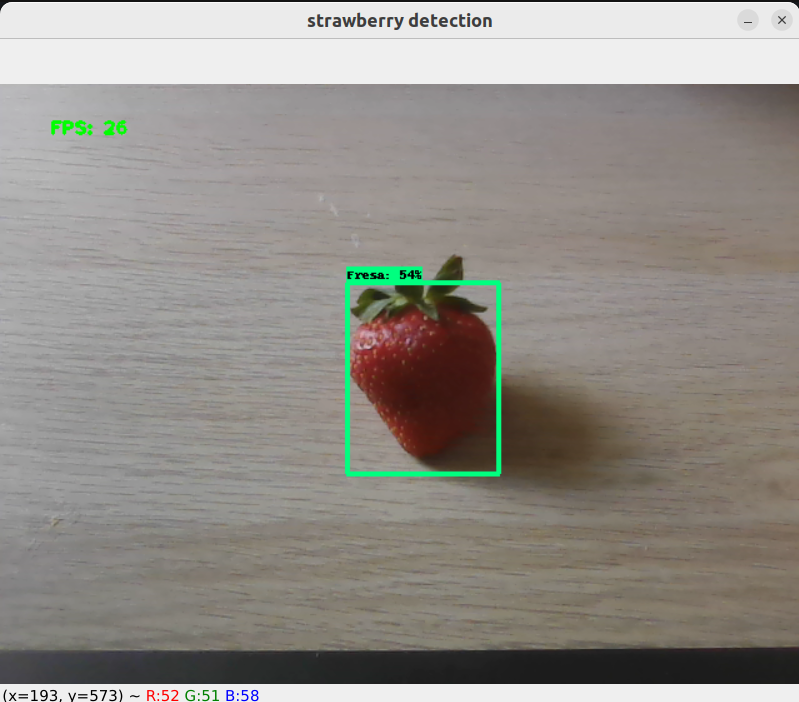 strawberry detection
FPS: 26
Fresa: 54%
(x=193, y=573) ~ R:52 G:51 B:58